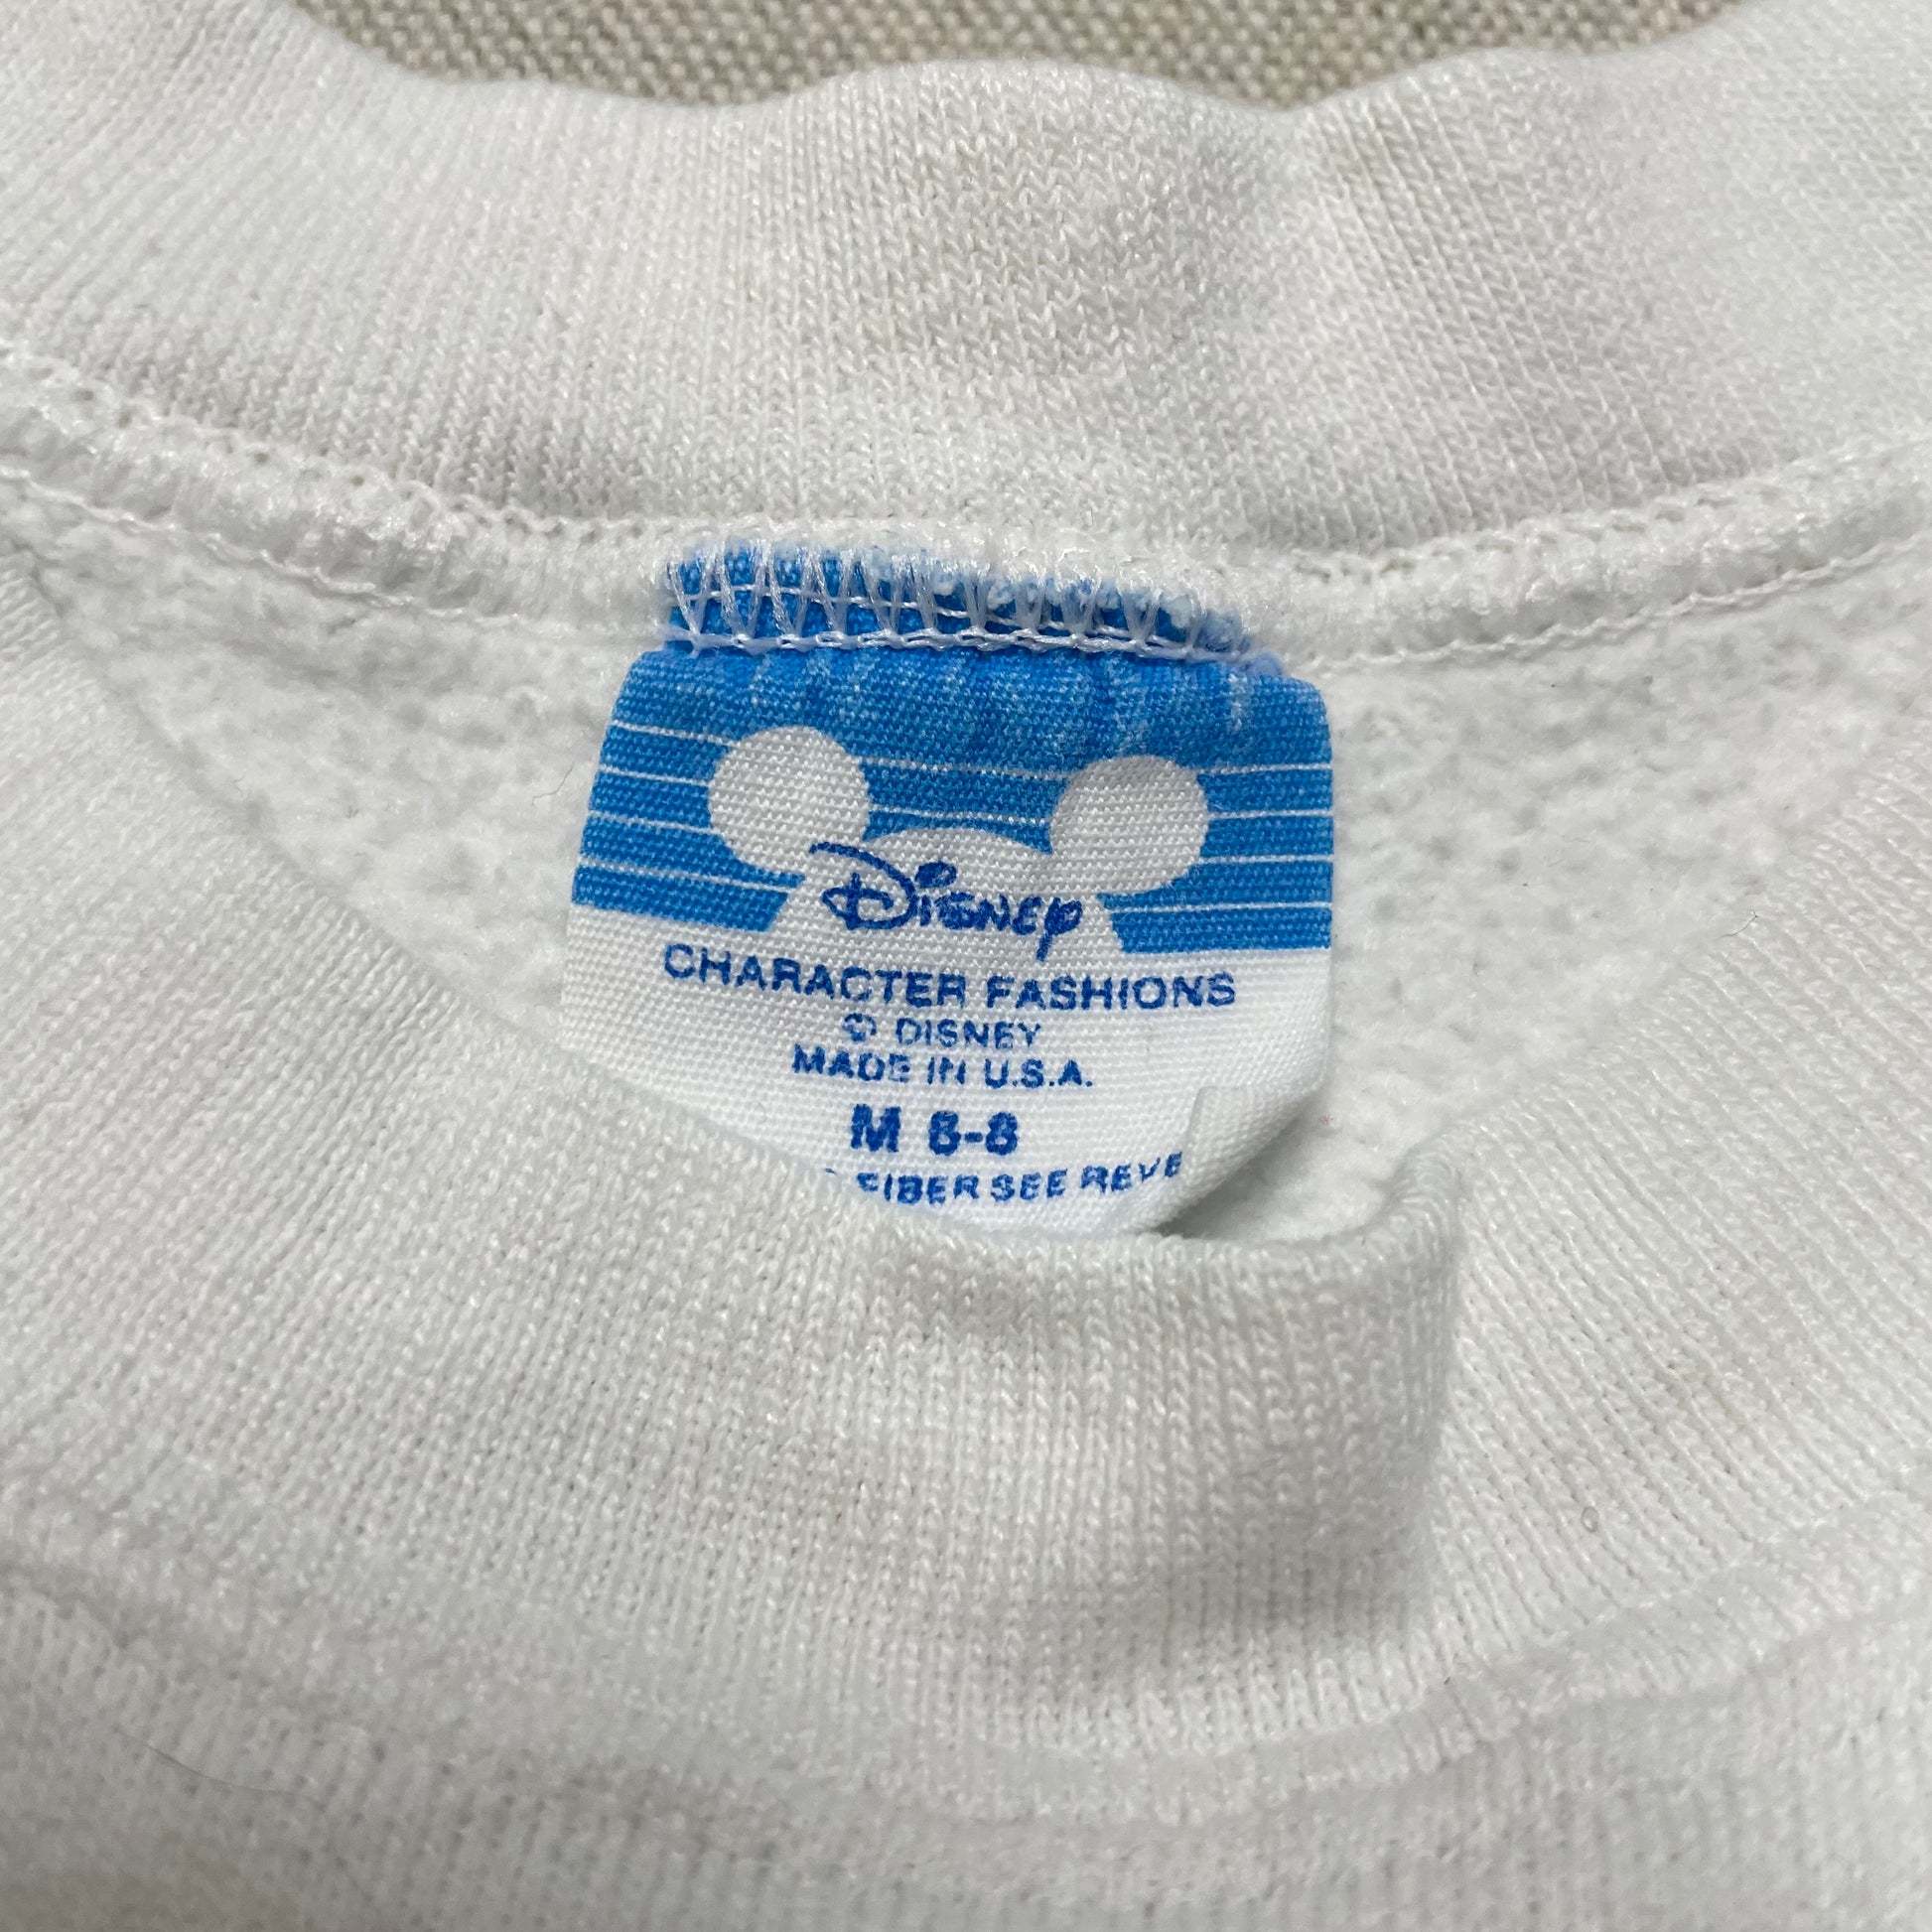 Disney
CHARACTER FASHIONS
© DISNEY
MADE IN U.S.A.
M 6-8
FIBER SEE REVE